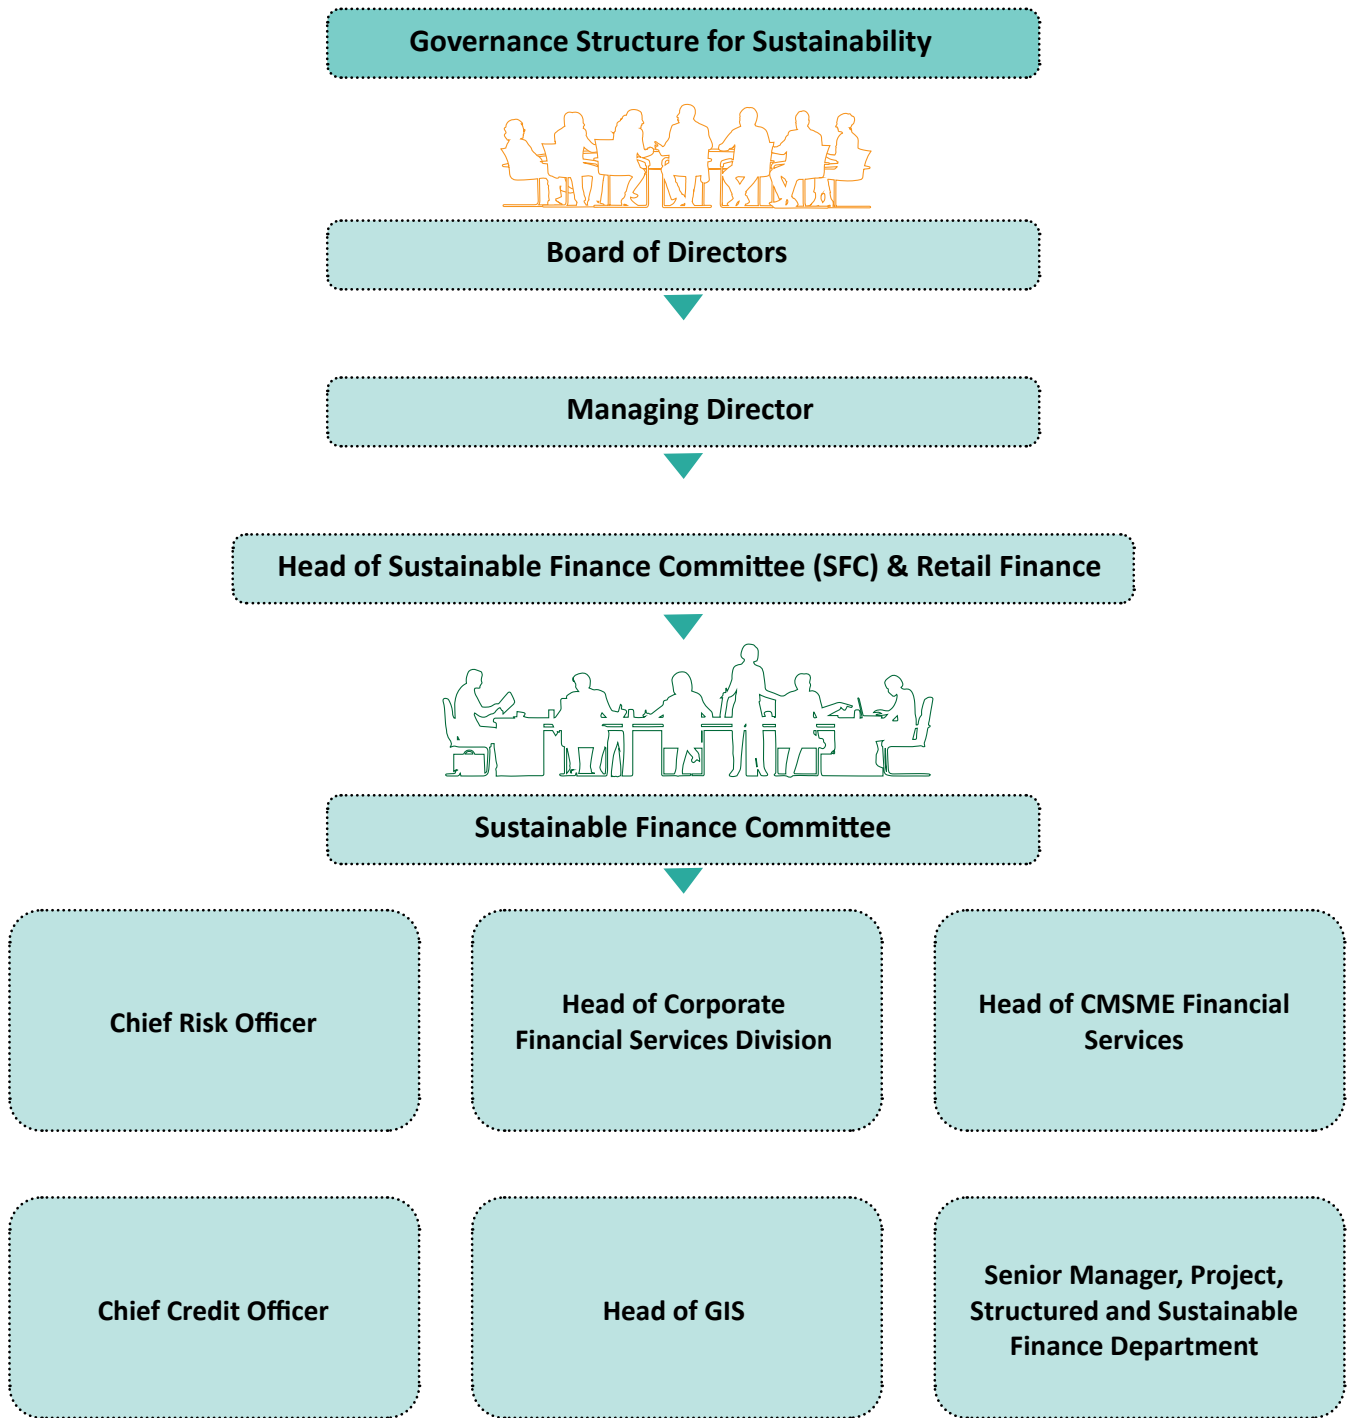 Governance Structure for Sustainability
Board of Directors
Managing Director
Head of Sustainable Finance Committee (SFC) & Retail Finance
Sustainable Finance Committee
Chief Risk Officer
Head of Corporate
Financial Services Division
Head of CMSME Financial
Services
Chief Credit Officer
Head of GIS
Senior Manager, Project,
Structured and Sustainable
Finance Department